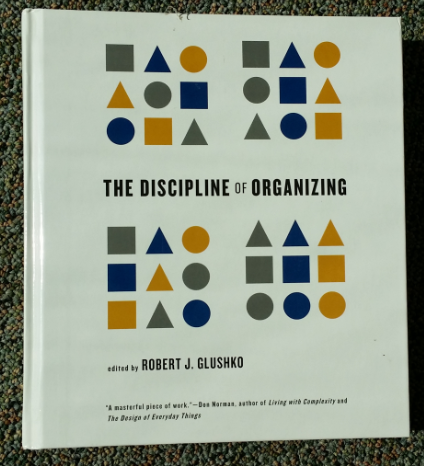 THE DISCIPLINE OF ORGANIZING
edited by ROBERT J. GLUSHKO
"A masterful piece of work."—Don Norman, author of Living with Complexity and
The Design of Everyday Things